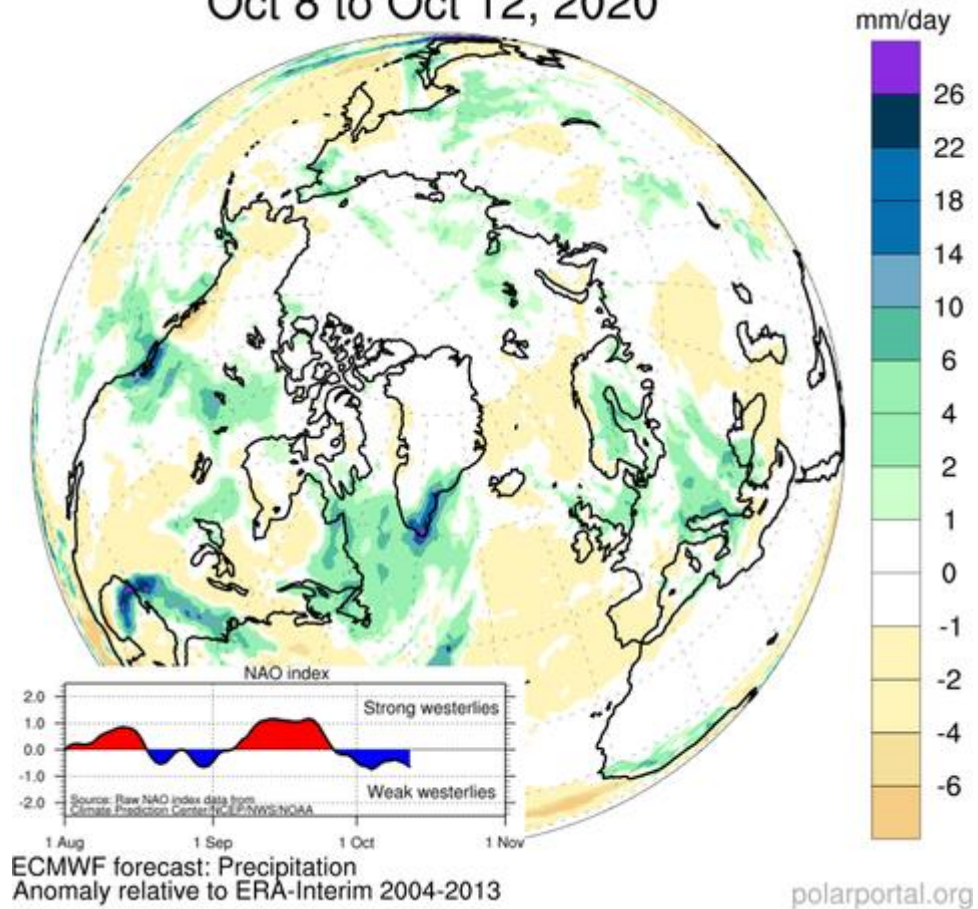 Oct 8 to Oct 12, 2020
mm/day
26
22
18
14
10
6
4
2
1
0
-1
-2
-4
-6
NAO index
2.0
1.0
0.0
-1.0
-2.0
Strong westerlies
Weak westerlies
Source: Raw NAO index data from
Climate Prediction Center/NCEP/NWS/NOAA
1 Aug 1 Sep 1 Oct 1 Nov
ECMWF forecast: Precipitation
Anomaly relative to ERA-Interim 2004-2013
polarportal.org